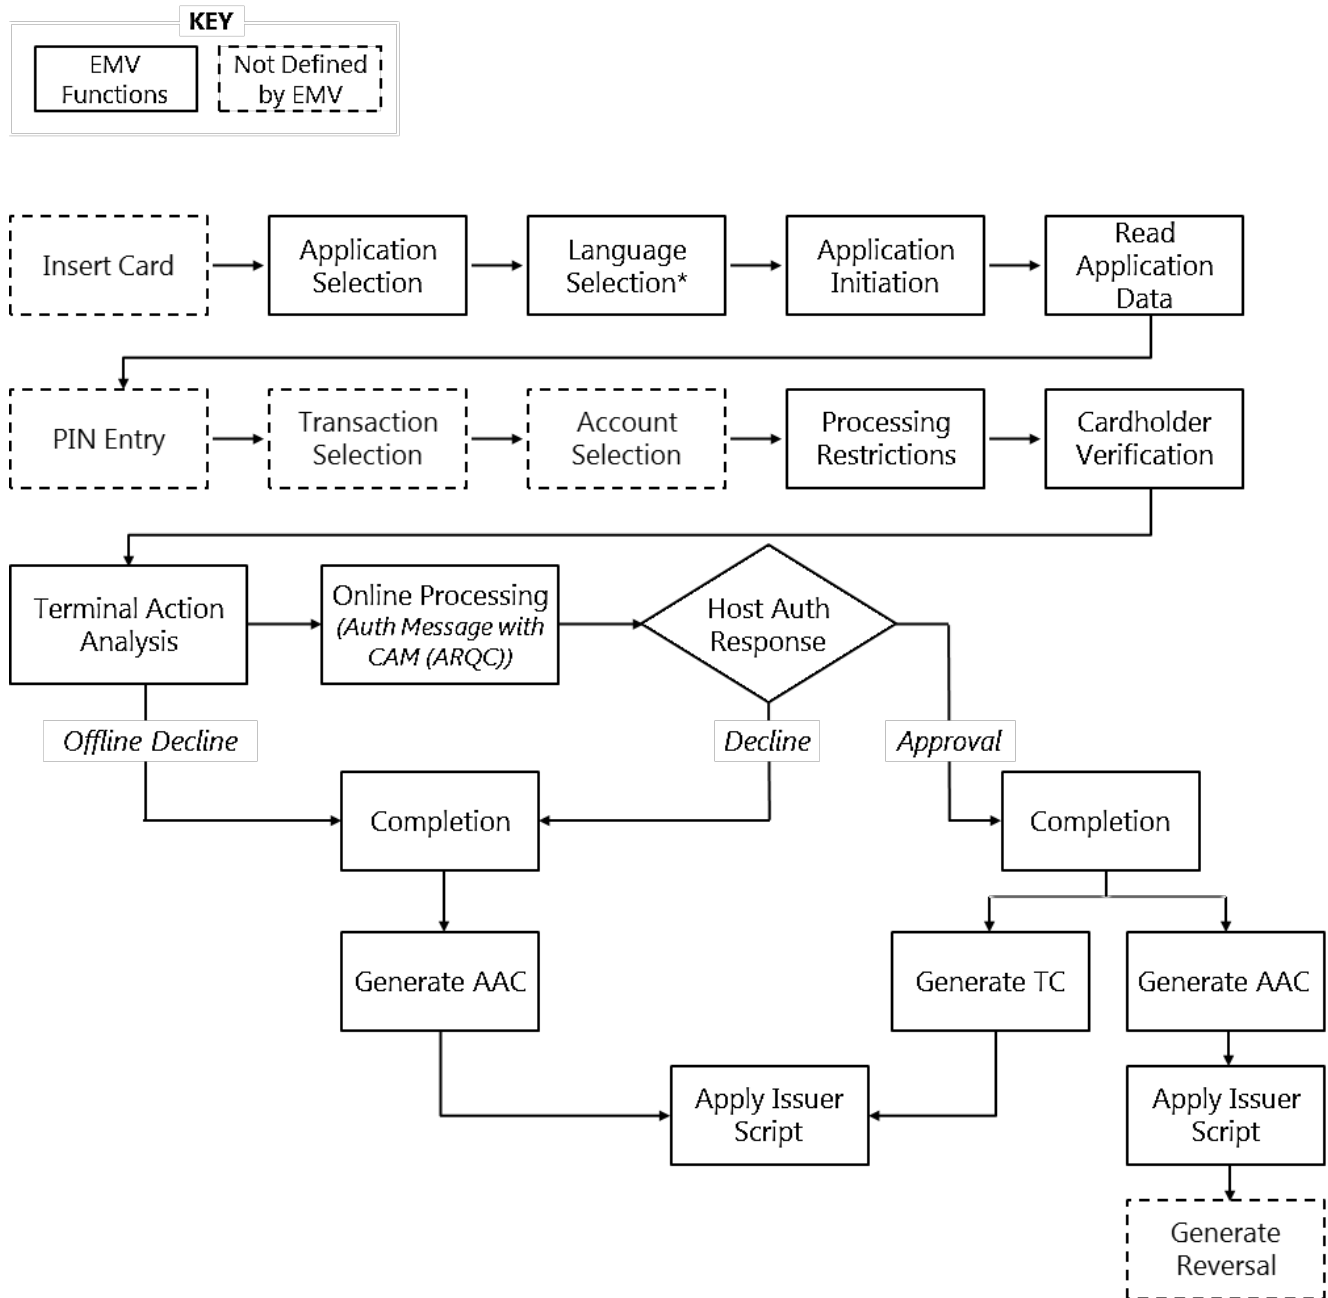 KEY
EMV
Functions
Not Defined
by EMV
Insert Card
Application
Selection
Language
Selection*
Application
Initiation
Read
Application
Data
PIN Entry
Transaction
Selection
Account
Selection
Processing
Restrictions
Cardholder
Verification
Terminal Action
Analysis
Online Processing
(Auth Message with
CAM (ARQC))
Host Auth
Response
Offline Decline
Decline
Approval
Completion
Completion
Generate AAC
Generate TC
Generate AAC
Apply Issuer
Script
Apply Issuer
Script
Generate
Reversal